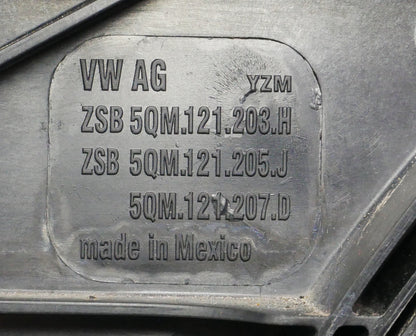 VW AG YZM
ZSB 5QM.121.203.H
ZSB 5QM.121.205.J
5QM.121.207.D
made in Mexico